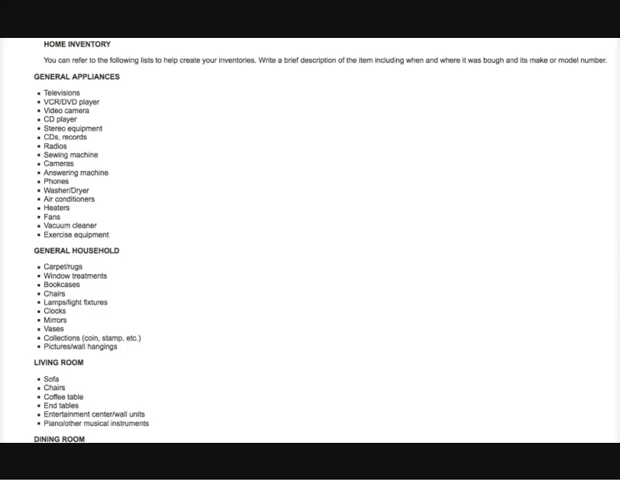 HOME INVENTORY
You can refer to the following lists to help create your inventories. Write a brief description of the item including when and where it was bough and its make or model number.
GENERAL APPLIANCES
• Televisions
• VCR/DVD player
• Video camera
• CD player
• Stereo equipment
• CDs, records
• Radios
• Sewing machine
• Cameras
• Answering machine
• Phones
• Washer/Dryer
• Air conditioners
• Heaters
• Fans
• Vacuum cleaner
• Exercise equipment
GENERAL HOUSEHOLD
• Carpet/rugs
• Window treatments
• Bookcases
• Chairs
• Lamps/light fixtures
• Clocks
• Mirrors
• Vases
• Collections (coin, stamp, etc.)
• Pictures/wall hangings
LIVING ROOM
• Sofa
• Chairs
• Coffee table
• End tables
• Entertainment center/wall units
• Piano/other musical instruments
DINING ROOM